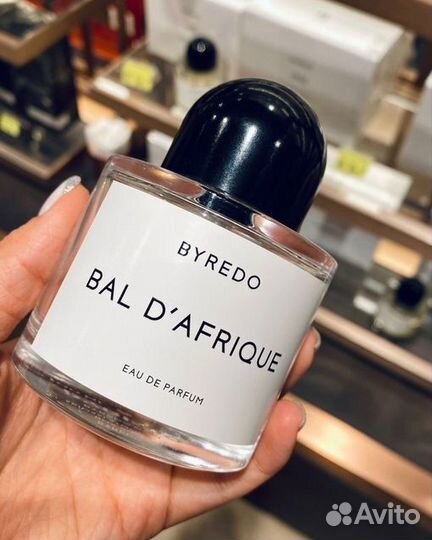 BYREDO
BAL D'AFRIQUE
EAU DE PARFUM
Avito